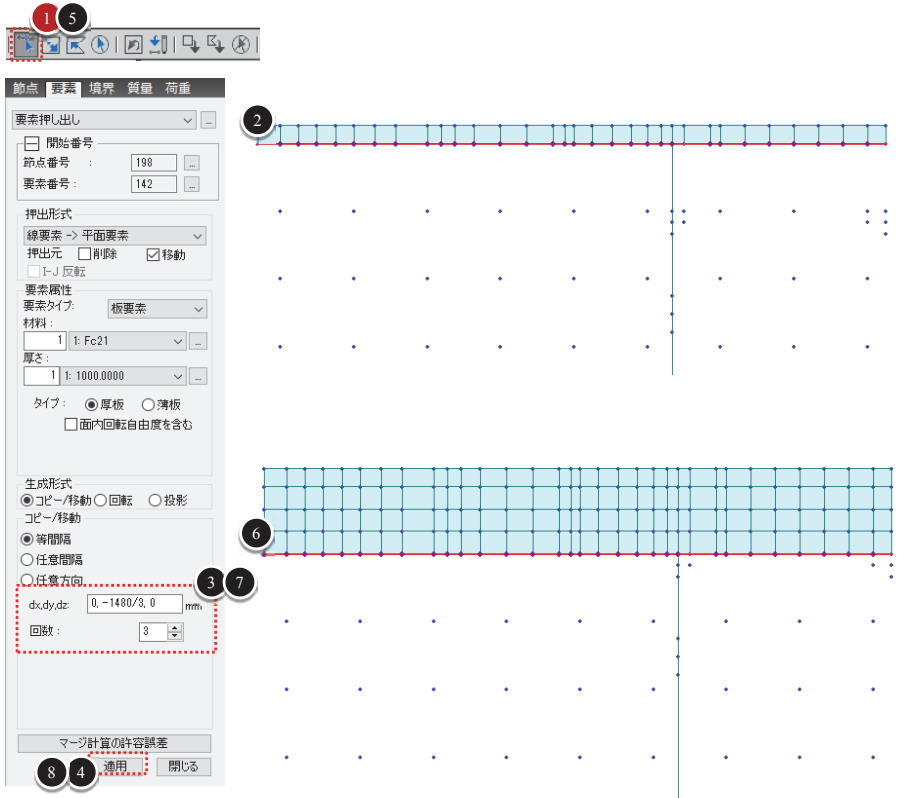 1 5
節点 要素 境界 質量 荷重
要素押し出し ...
開始番号
節点番号 : 198 ...
要素番号 : 142 ...
押出形式
線要素 -> 平面要素
押出元 削除 移動
I-J 反転
要素属性
要素タイプ: 板要素
材料 :
1 1: Fc21 ...
厚さ :
1 1: 1000.0000 ...
タイプ : 厚板 薄板
面内回転自由度を含む
生成形式
コピー/移動 回転 投影
コピー/移動
等間隔
任意間隔
任意方向
3 7
dx,dy,dz: 0, -1480/3, 0 mm
回数 : 3
マージ計算の許容誤差
8 4 適用 閉じる
2
6